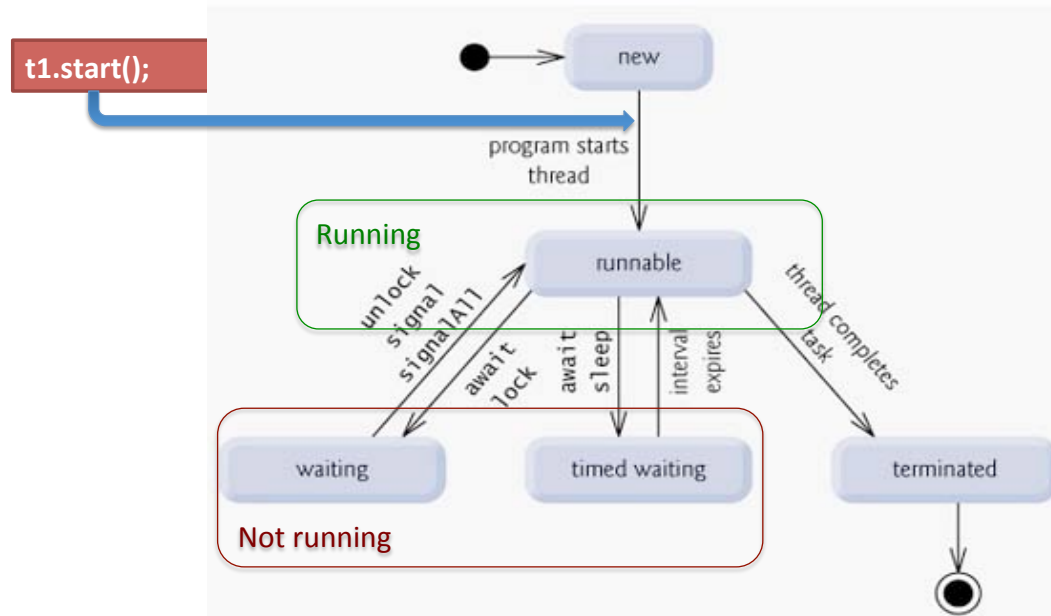 t1.start();
new
program starts
thread
Running
runnable
unlock
signal
signalAll
await
lock
await
sleep
interval
expires
thread completes
task
waiting
timed waiting
terminated
Not running